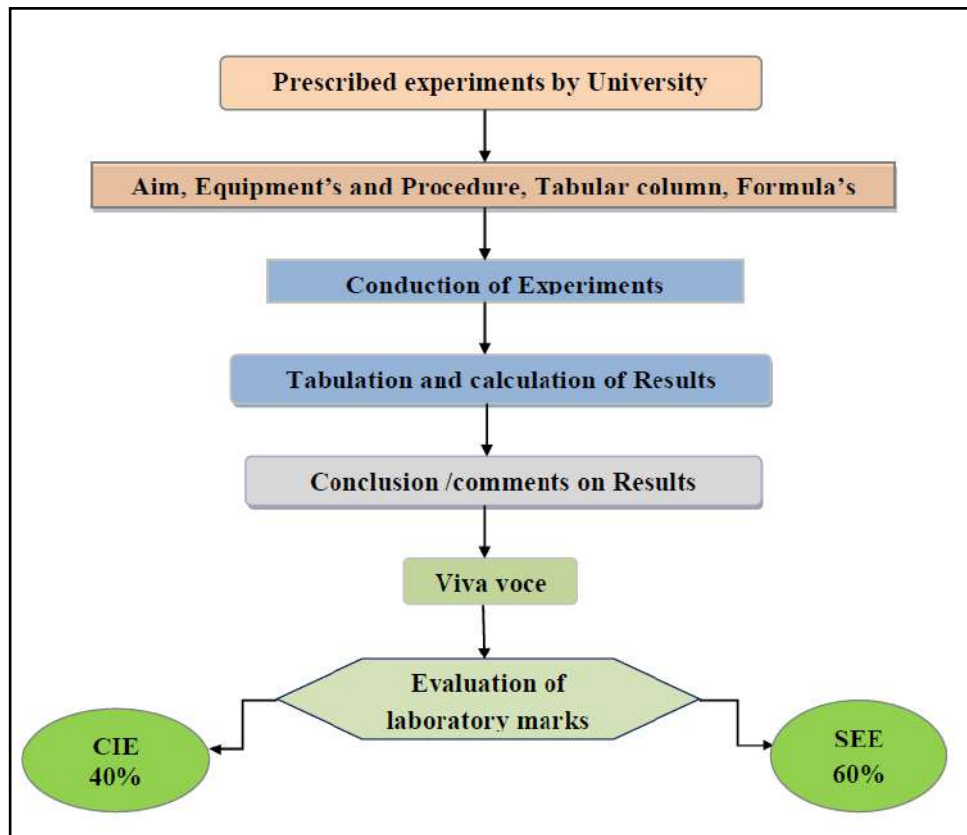 Prescribed experiments by University
Aim, Equipment's and Procedure, Tabular column, Formula's
Conduction of Experiments
Tabulation and calculation of Results
Conclusion /comments on Results
Viva voce
Evaluation of
laboratory marks
CIE
40%
SEE
60%